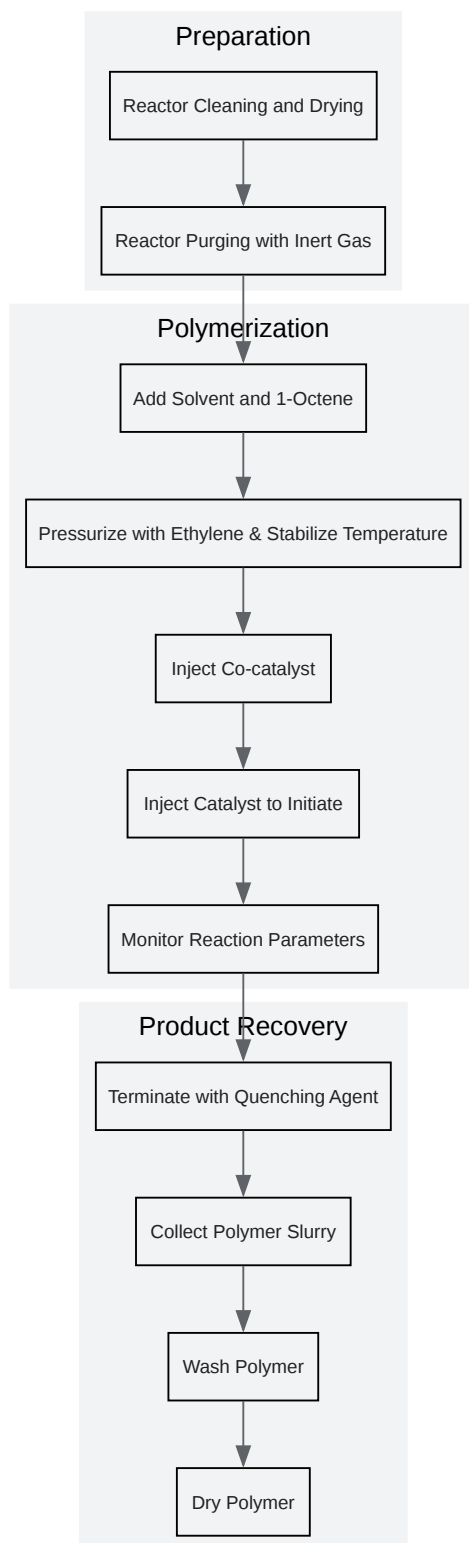 Preparation
Reactor Cleaning and Drying
Reactor Purging with Inert Gas
Polymerization
Add Solvent and 1-Octene
Pressurize with Ethylene & Stabilize Temperature
Inject Co-catalyst
Inject Catalyst to Initiate
Monitor Reaction Parameters
Product Recovery
Terminate with Quenching Agent
Collect Polymer Slurry
Wash Polymer
Dry Polymer